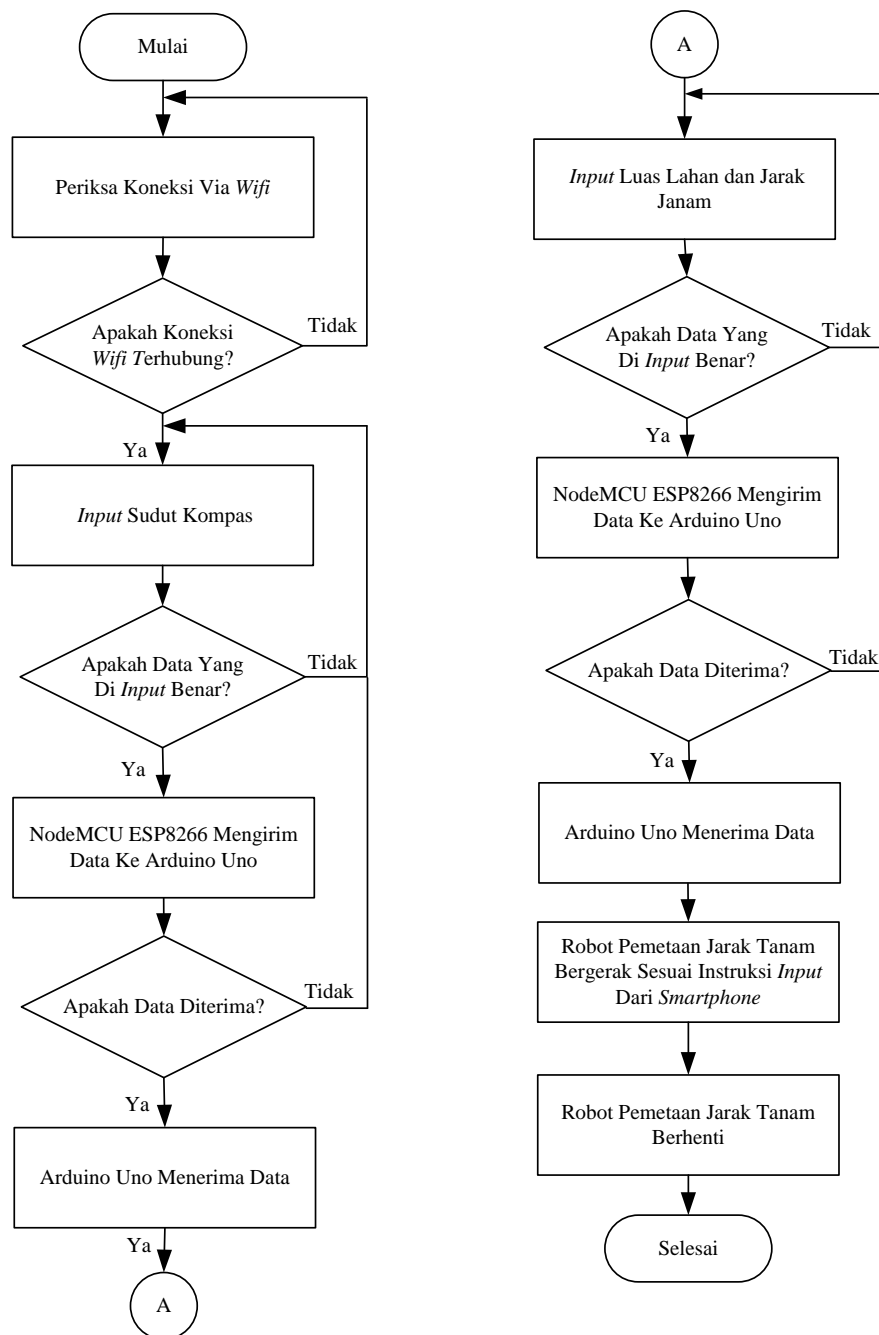 Mulai
Periksa Koneksi Via Wifi
Apakah Koneksi
Wifi Terhubung?
Tidak
Ya
Input Sudut Kompas
Apakah Data Yang
Di Input Benar?
Tidak
Ya
NodeMCU ESP8266 Mengirim
Data Ke Arduino Uno
Apakah Data Diterima?
Tidak
Ya
Arduino Uno Menerima Data
Ya
A
A
Input Luas Lahan dan Jarak
Janam
Apakah Data Yang
Di Input Benar?
Tidak
Ya
NodeMCU ESP8266 Mengirim
Data Ke Arduino Uno
Apakah Data Diterima?
Tidak
Ya
Arduino Uno Menerima Data
Robot Pemetaan Jarak Tanam
Bergerak Sesuai Instruksi Input
Dari Smartphone
Robot Pemetaan Jarak Tanam
Berhenti
Selesai